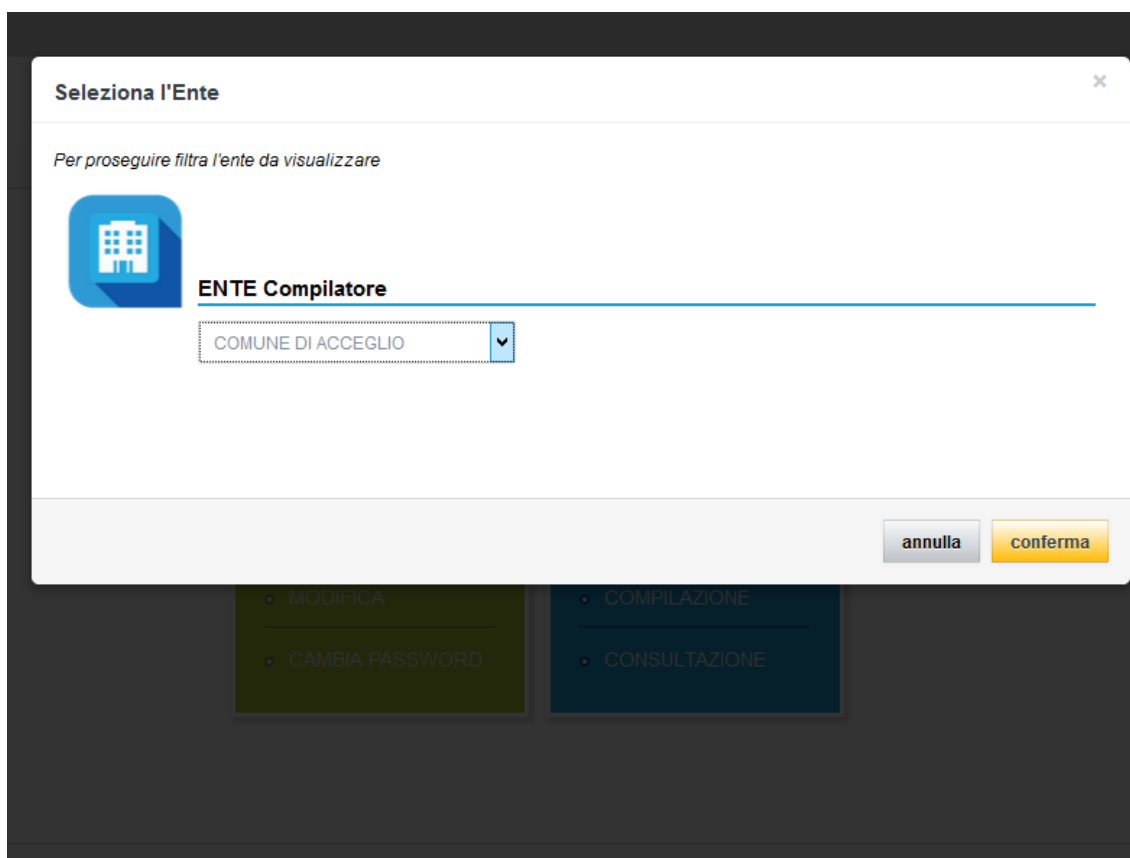 Seleziona l'Ente
×
Per proseguire filtra l'ente da visualizzare
ENTE Compilatore
COMUNE DI ACCEGLIO
annulla conferma
MODIFICA COMPILAZIONE
CAMBIA PASSWORD CONSULTAZIONE